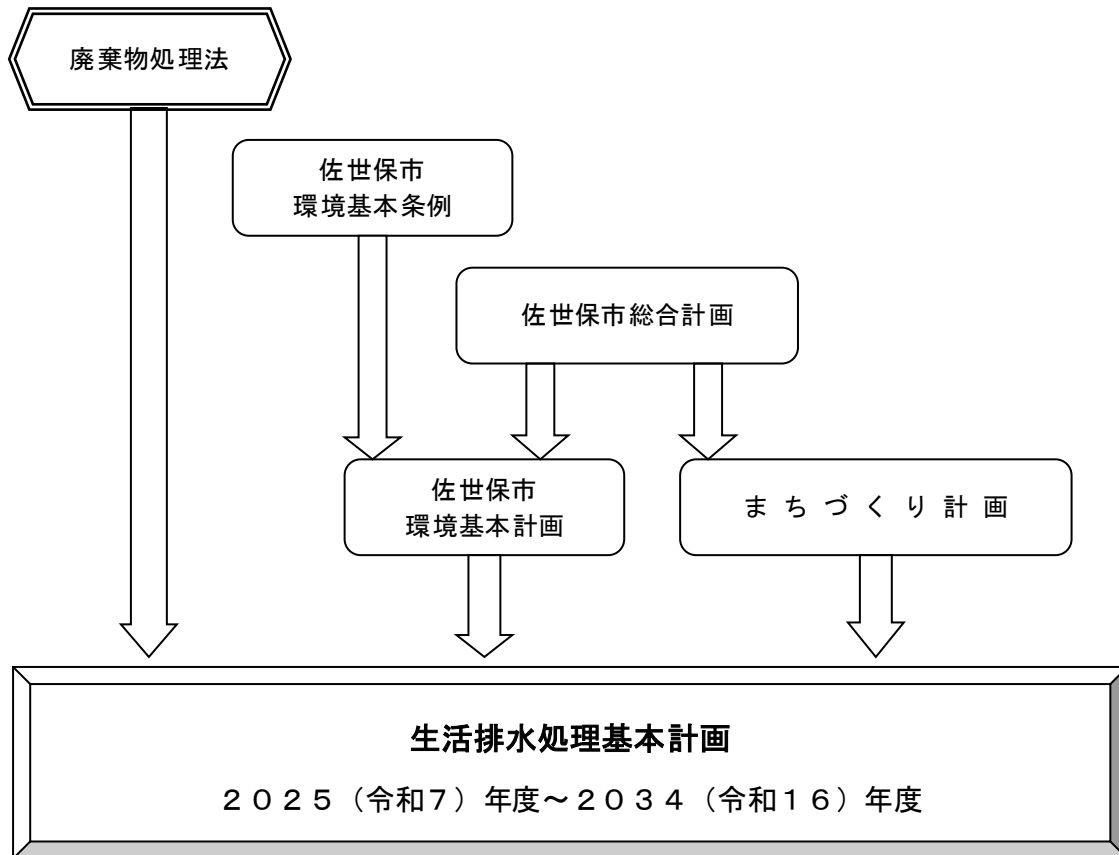 廃棄物処理法
佐世保市
環境基本条例
佐世保市総合計画
佐世保市
環境基本計画
まちづくり計画
生活排水処理基本計画
２０２５（令和７）年度～２０３４（令和１６）年度